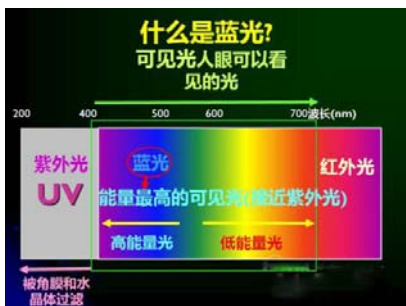 什么是蓝光?
可见光人眼可以看
见的光
200 400 500 600 700波长(nm)
紫外光
UV
蓝光
红外光
能量最高的可见光(接近紫外光)
高能量光
低能量光
被角膜和水
晶体过滤